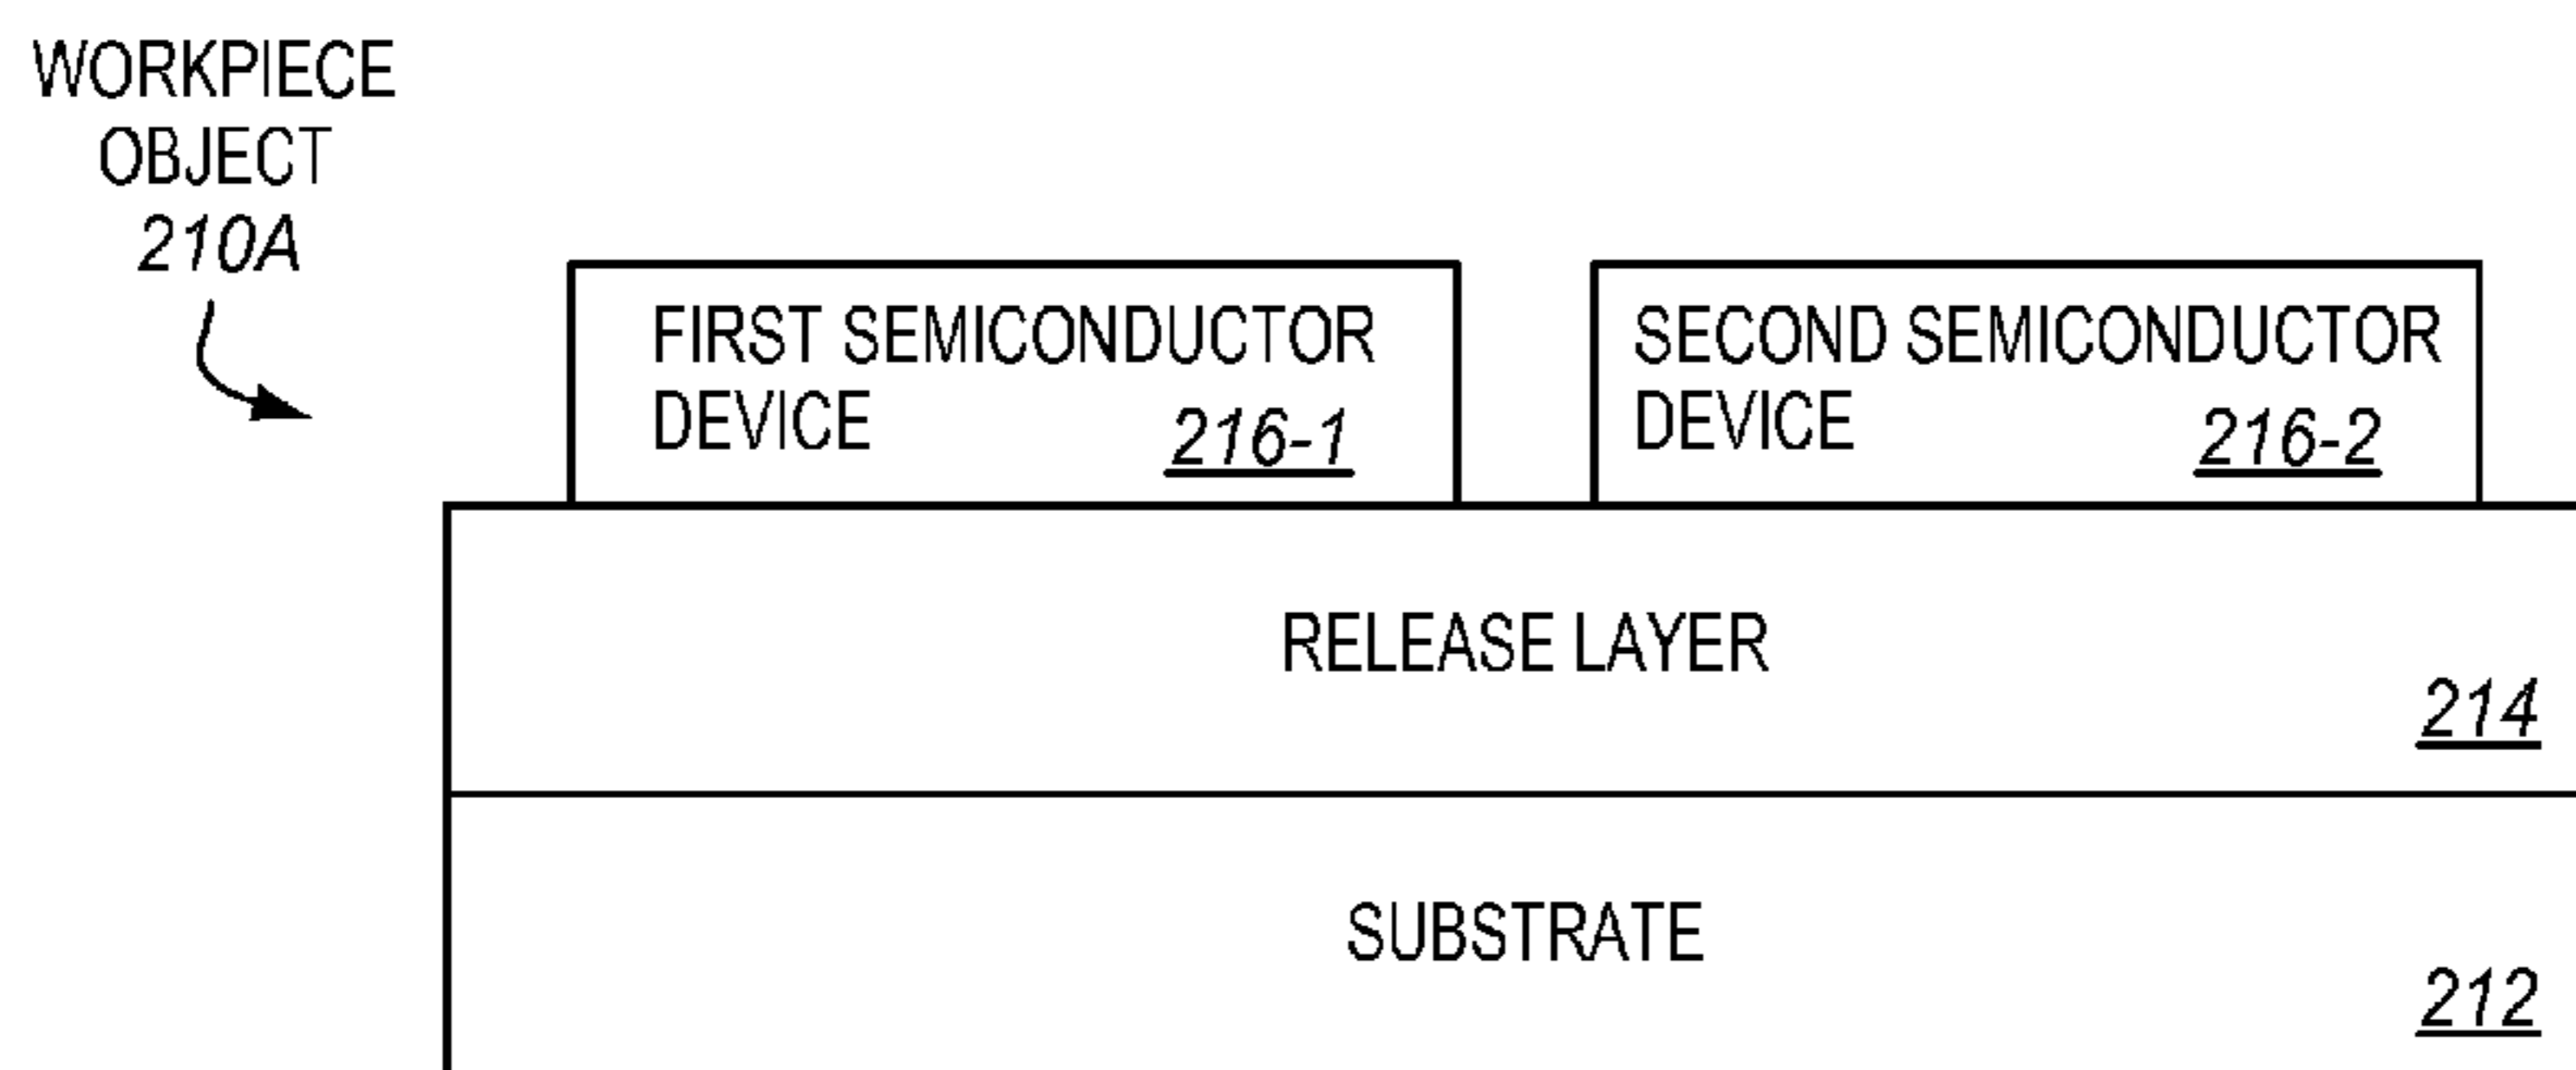 WORKPIECE
OBJECT
210A
FIRST SEMICONDUCTOR
DEVICE 216-1
SECOND SEMICONDUCTOR
DEVICE 216-2
RELEASE LAYER
214
SUBSTRATE
212